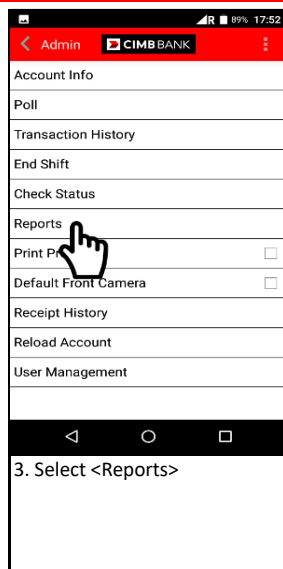 R 89% 17:52
Admin CIMB BANK
Account Info
Poll
Transaction History
End Shift
Check Status
Reports
Print
Default Front Camera
Receipt History
Reload Account
User Management
3. Select <Reports>